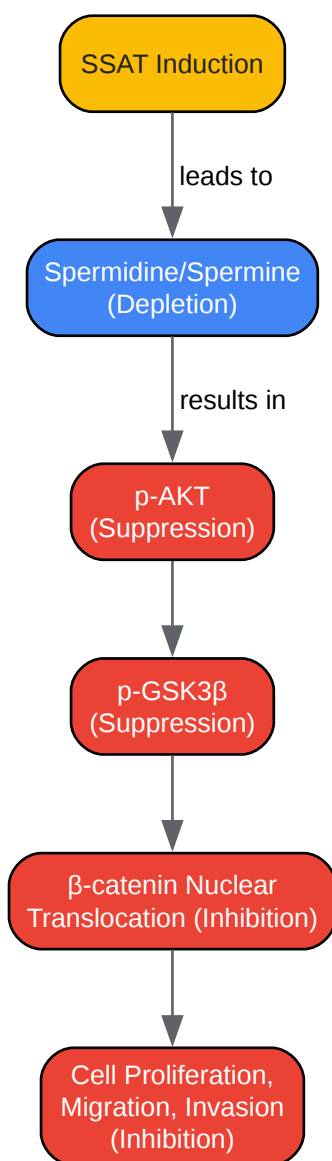 SSAT Induction
leads to
Spermidine/Spermine
(Depletion)
results in
p-AKT
(Suppression)
p-GSK3β
(Suppression)
β-catenin Nuclear
Translocation (Inhibition)
Cell Proliferation,
Migration, Invasion
(Inhibition)